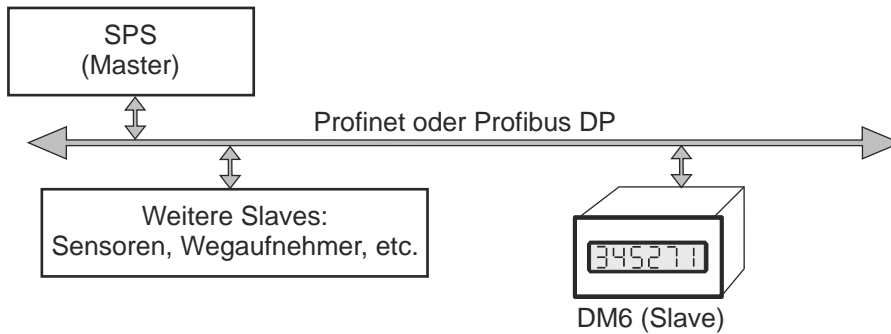 SPS
(Master)
Profinet oder Profibus DP
Weitere Slaves:
Sensoren, Wegaufnehmer, etc.
345271
DM6 (Slave)